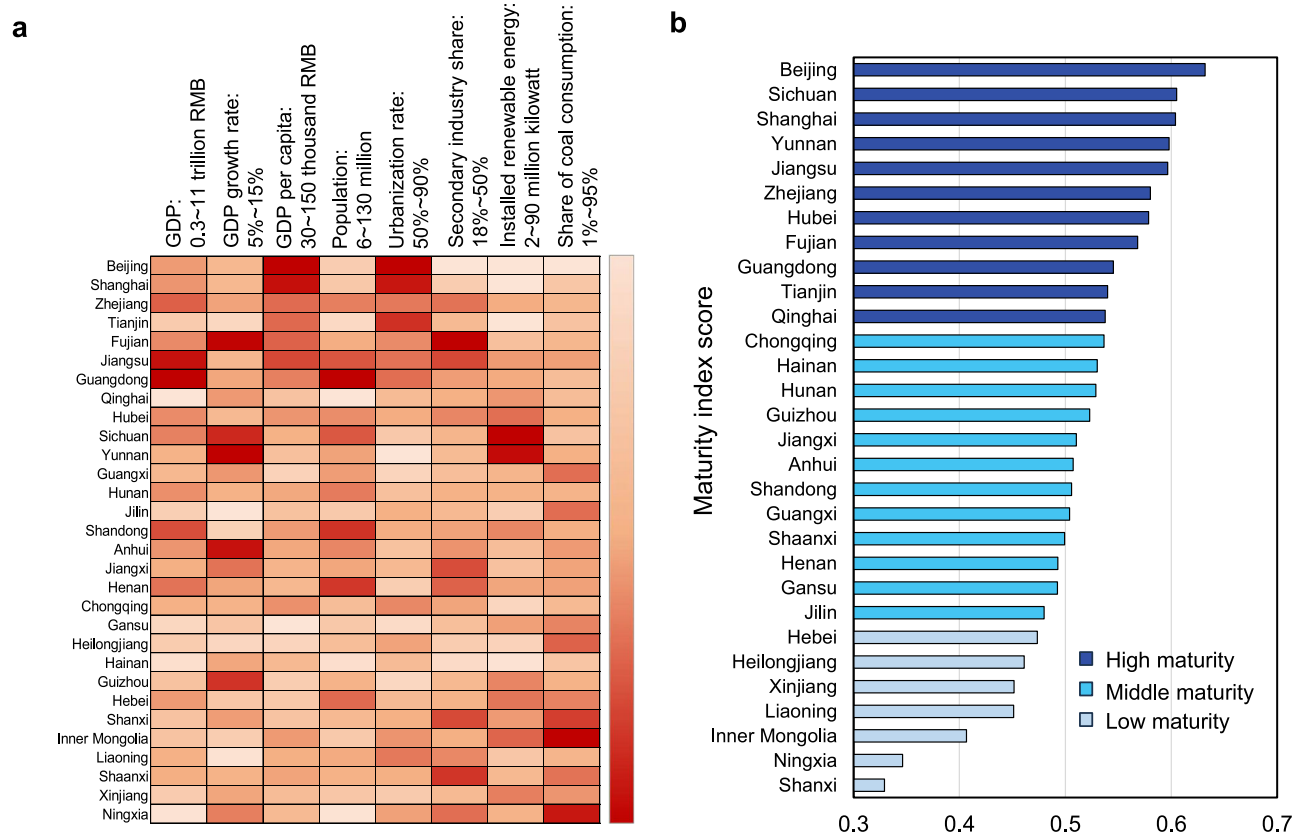 a
GDP:
0.3~11 trillion RMB
GDP growth rate:
5%~15%
GDP per capita:
30~150 thousand RMB
Population:
6~130 million
Urbanization rate:
50%~90%
Secondary industry share:
18%~50%
Installed renewable energy:
2~90 million kilowatt
Share of coal consumption:
1%~95%
Beijing
Shanghai
Zhejiang
Tianjin
Fujian
Jiangsu
Guangdong
Qinghai
Hubei
Sichuan
Yunnan
Guangxi
Hunan
Jilin
Shandong
Anhui
Jiangxi
Henan
Chongqing
Gansu
Heilongjiang
Hainan
Guizhou
Hebei
Shanxi
Inner Mongolia
Liaoning
Shaanxi
Xinjiang
Ningxia
b
Maturity index score
Beijing
Sichuan
Shanghai
Yunnan
Jiangsu
Zhejiang
Hubei
Fujian
Guangdong
Tianjin
Qinghai
Chongqing
Hainan
Hunan
Guizhou
Jiangxi
Anhui
Shandong
Guangxi
Shaanxi
Henan
Gansu
Jilin
Hebei
Heilongjiang
Xinjiang
Liaoning
Inner Mongolia
Ningxia
Shanxi
High maturity
Middle maturity
Low maturity
0.3 0.4 0.5 0.6 0.7